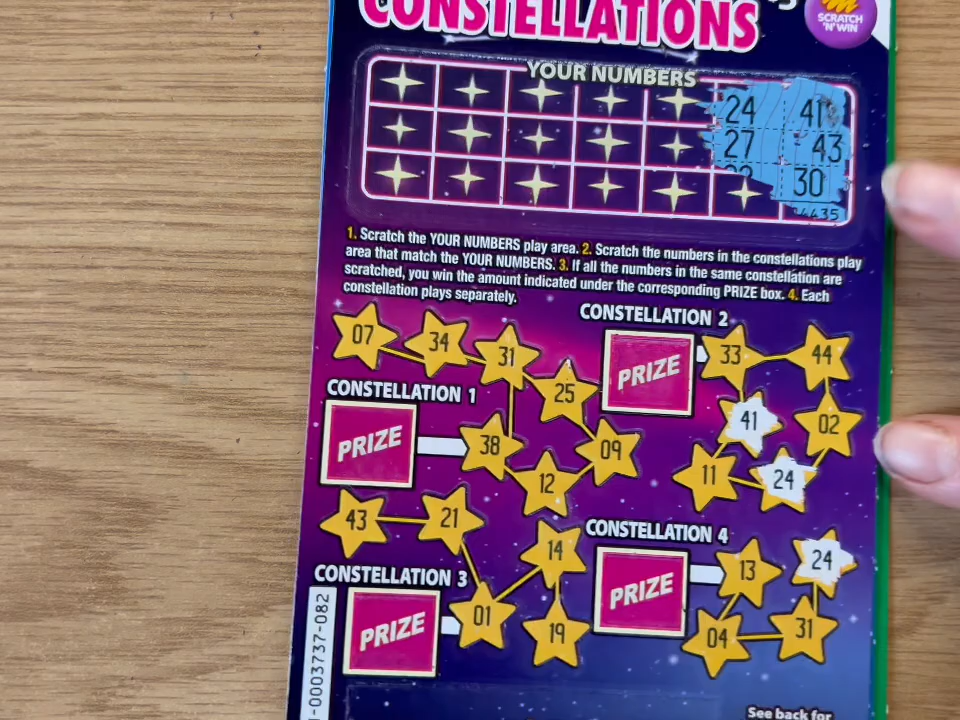 CONSTELLATIONS
SCRATCH
'N' WIN
YOUR NUMBERS
24 41
27 43
30
1. Scratch the YOUR NUMBERS play area. 2. Scratch the numbers in the constellations play
area that match the YOUR NUMBERS. 3. If all the numbers in the same constellation are
scratched, you win the amount indicated under the corresponding PRIZE box. 4. Each
constellation plays separately.
CONSTELLATION 1
PRIZE
07
34
31
25
38
09
12
CONSTELLATION 2
PRIZE
33
44
41
02
11
24
CONSTELLATION 3
PRIZE
43
21
14
01
19
CONSTELLATION 4
PRIZE
13
24
04
31
-0003737-082
See back for